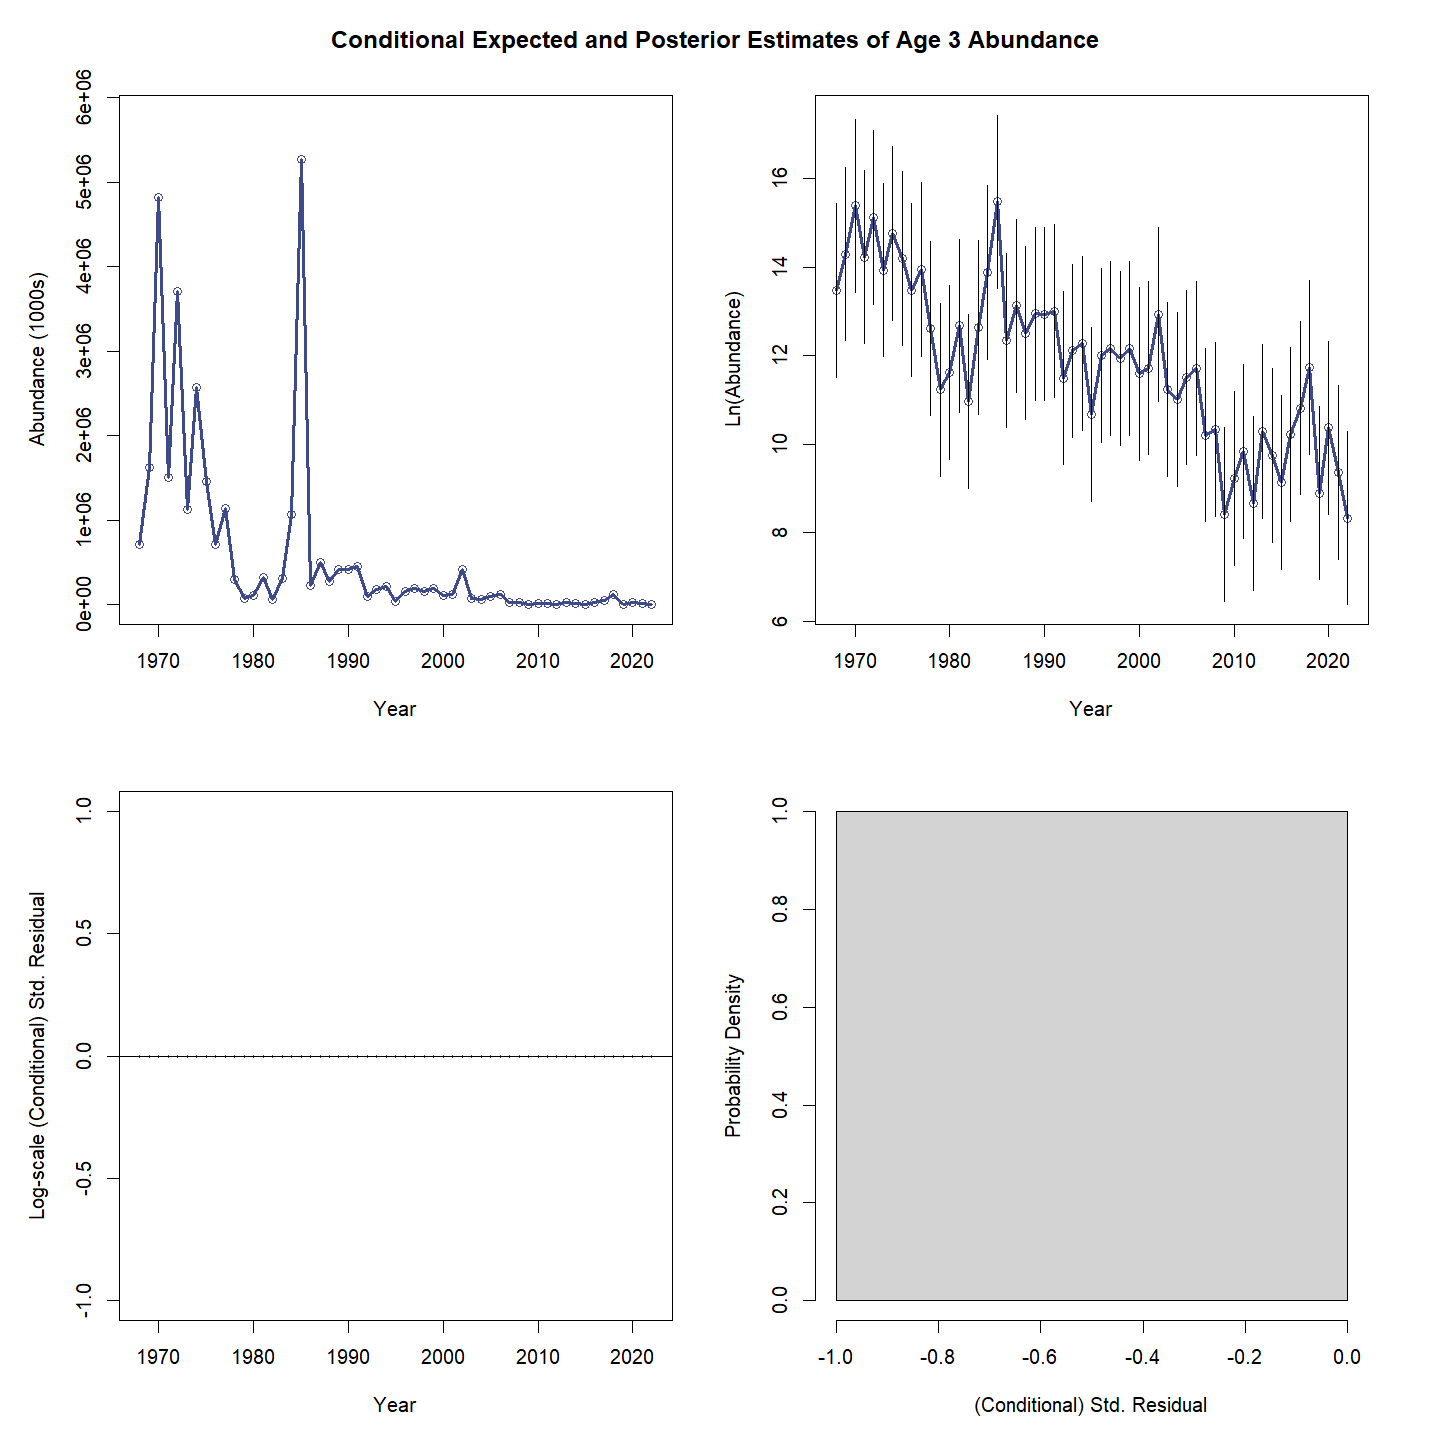 Conditional Expected and Posterior Estimates of Age 3 Abundance
Abundance (1000s)
0e+00 1e+06 2e+06 3e+06 4e+06 5e+06 6e+06
1970 1980 1990 2000 2010 2020
Year
Ln(Abundance)
6 8 10 12 14 16
1970 1980 1990 2000 2010 2020
Year
Log-scale (Conditional) Std. Residual
-1.0 -0.5 0.0 0.5 1.0
1970 1980 1990 2000 2010 2020
Year
Probability Density
0.0 0.2 0.4 0.6 0.8 1.0
-1.0 -0.8 -0.6 -0.4 -0.2 0.0
(Conditional) Std. Residual